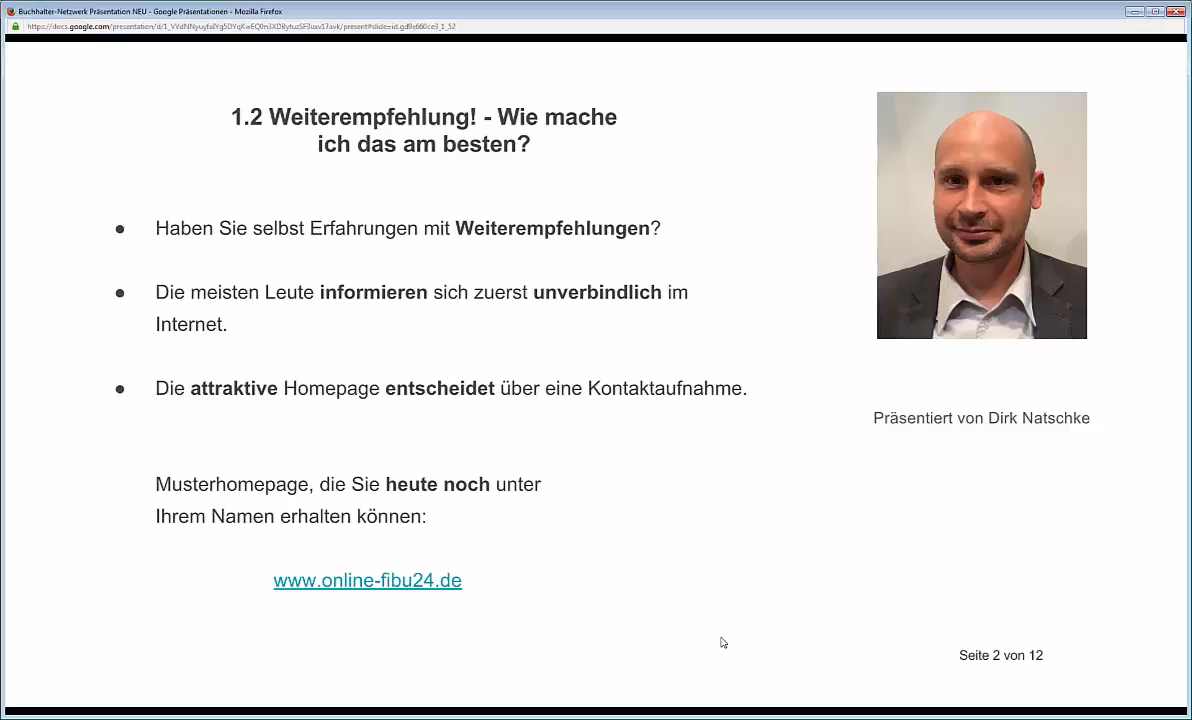 Buchhalter-Netzwerk Präsentation NEU - Google Präsentationen - Mozilla Firefox
1.2 Weiterempfehlung! - Wie mache
ich das am besten?
● Haben Sie selbst Erfahrungen mit Weiterempfehlungen?
● Die meisten Leute informieren sich zuerst unverbindlich im
Internet.
● Die attraktive Homepage entscheidet über eine Kontaktaufnahme.
Präsentiert von Dirk Natschke
Musterhomepage, die Sie heute noch unter
Ihrem Namen erhalten können:
www.online-fibu24.de
Seite 2 von 12